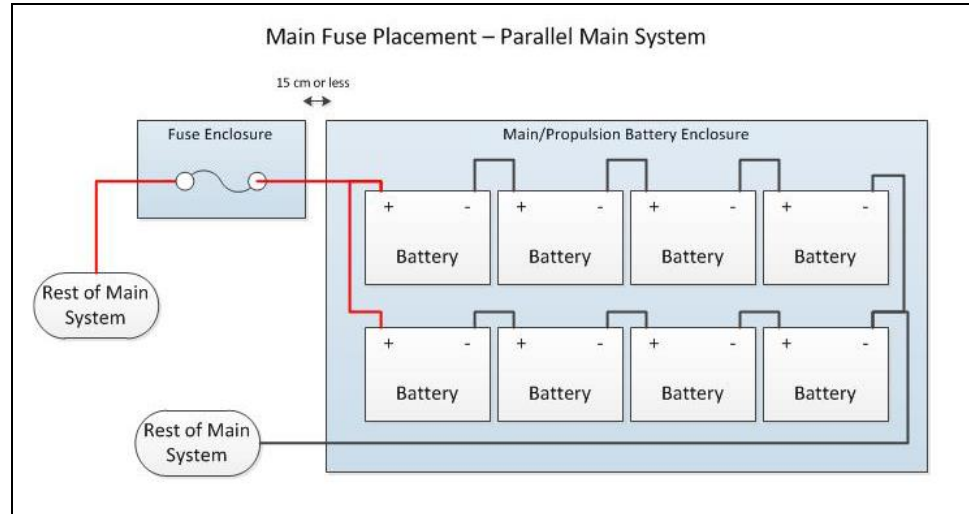 Main Fuse Placement – Parallel Main System
15 cm or less
Fuse Enclosure
Main/Propulsion Battery Enclosure
+ - + - + - + -
Battery Battery Battery Battery
Rest of Main
System
+ - + - + - + -
Battery Battery Battery Battery
Rest of Main
System